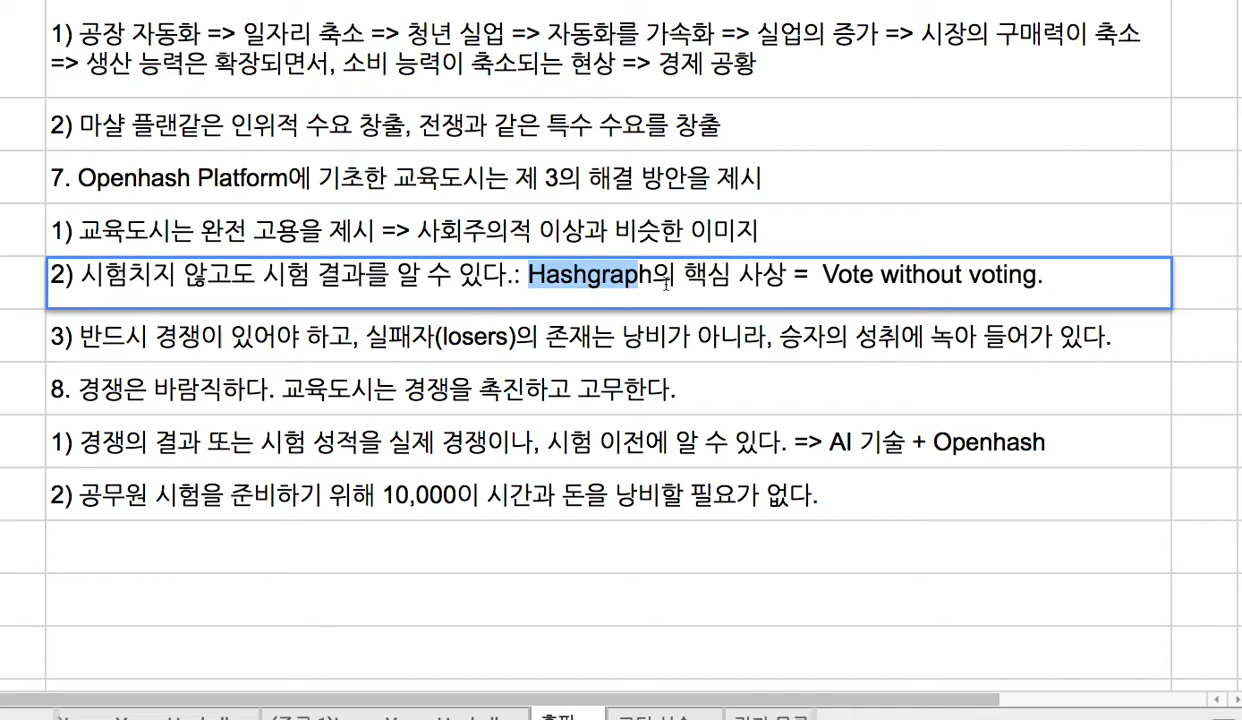 1) 공장 자동화 => 일자리 축소 => 청년 실업 => 자동화를 가속화 => 실업의 증가 => 시장의 구매력이 축소
=> 생산 능력은 확장되면서, 소비 능력이 축소되는 현상 => 경제 공황
2) 마샬 플랜같은 인위적 수요 창출, 전쟁과 같은 특수 수요를 창출
7. Openhash Platform에 기초한 교육도시는 제 3의 해결 방안을 제시
1) 교육도시는 완전 고용을 제시 => 사회주의적 이상과 비슷한 이미지
2) 시험치지 않고도 시험 결과를 알 수 있다.: Hashgraph의 핵심 사상 =  Vote without voting.
3) 반드시 경쟁이 있어야 하고, 실패자(losers)의 존재는 낭비가 아니라, 승자의 성취에 녹아 들어가 있다.
8. 경쟁은 바람직하다. 교육도시는 경쟁을 촉진하고 고무한다.
1) 경쟁의 결과 또는 시험 성적을 실제 경쟁이나, 시험 이전에 알 수 있다. => AI 기술 + Openhash
2) 공무원 시험을 준비하기 위해 10,000이 시간과 돈을 낭비할 필요가 없다.